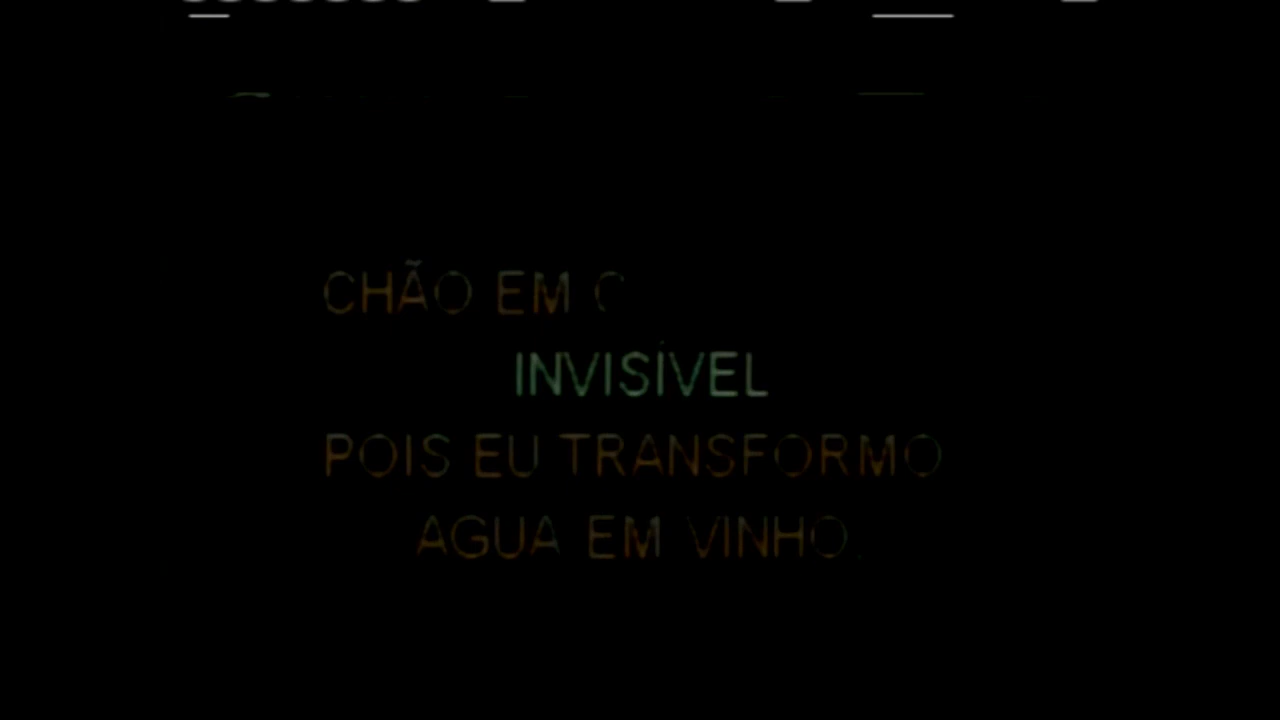 CHÃO EM C
INVISÍVEL
POIS EU TRANSFORMO
AGUA EM VINHO.